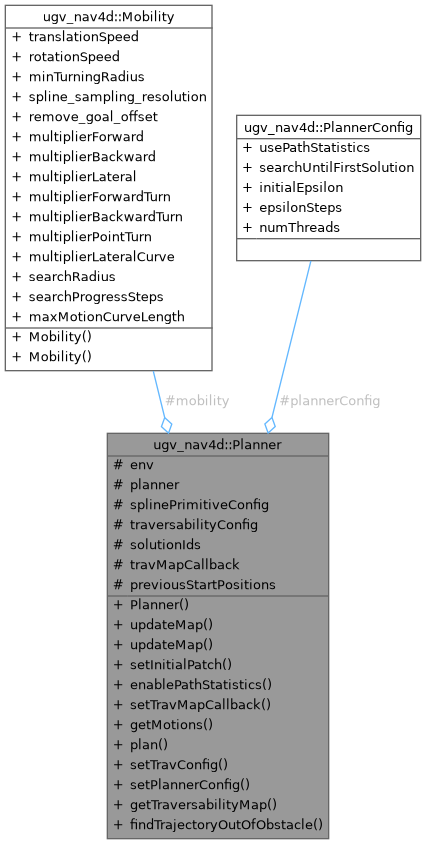 ugv_nav4d::Mobility
+ translationSpeed
+ rotationSpeed
+ minTurningRadius
+ spline_sampling_resolution
+ remove_goal_offset
+ multiplierForward
+ multiplierBackward
+ multiplierLateral
+ multiplierForwardTurn
+ multiplierBackwardTurn
+ multiplierPointTurn
+ multiplierLateralCurve
+ searchRadius
+ searchProgressSteps
+ maxMotionCurveLength
+ Mobility()
+ Mobility()
ugv_nav4d::PlannerConfig
+ usePathStatistics
+ searchUntilFirstSolution
+ initialEpsilon
+ epsilonSteps
+ numThreads
#mobility
#plannerConfig
ugv_nav4d::Planner
# env
# planner
# splinePrimitiveConfig
# traversabilityConfig
# solutionIds
# travMapCallback
# previousStartPositions
+ Planner()
+ updateMap()
+ updateMap()
+ setInitialPatch()
+ enablePathStatistics()
+ setTravMapCallback()
+ getMotions()
+ plan()
+ setTravConfig()
+ setPlannerConfig()
+ getTraversabilityMap()
+ findTrajectoryOutOfObstacle()